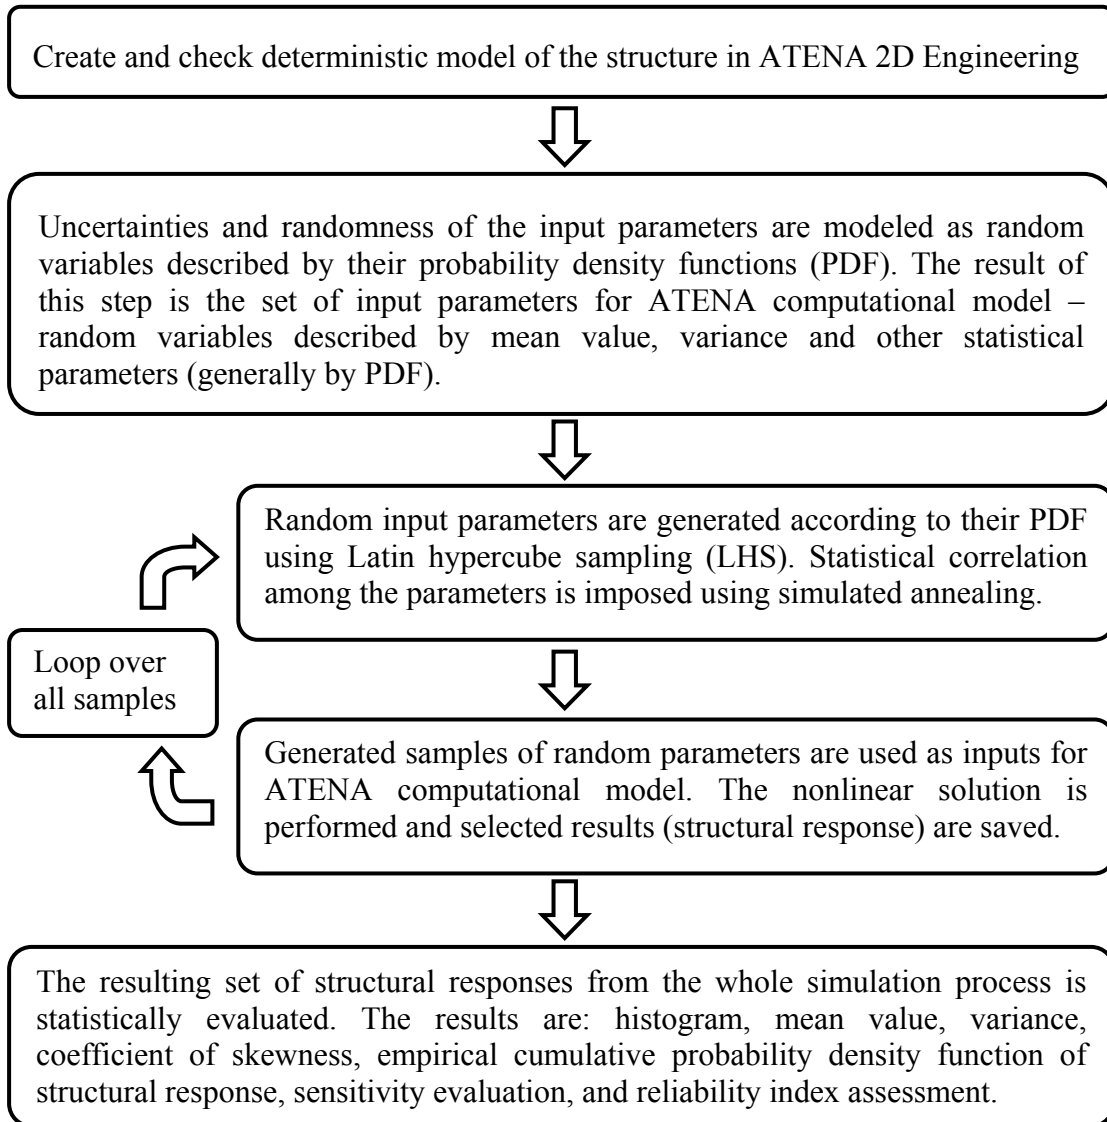 Create and check deterministic model of the structure in ATENA 2D Engineering
Uncertainties and randomness of the input parameters are modeled as random
variables described by their probability density functions (PDF). The result of
this step is the set of input parameters for ATENA computational model –
random variables described by mean value, variance and other statistical
parameters (generally by PDF).
Random input parameters are generated according to their PDF
using Latin hypercube sampling (LHS). Statistical correlation
among the parameters is imposed using simulated annealing.
Loop over
all samples
Generated samples of random parameters are used as inputs for
ATENA computational model. The nonlinear solution is
performed and selected results (structural response) are saved.
The resulting set of structural responses from the whole simulation process is
statistically evaluated. The results are: histogram, mean value, variance,
coefficient of skewness, empirical cumulative probability density function of
structural response, sensitivity evaluation, and reliability index assessment.